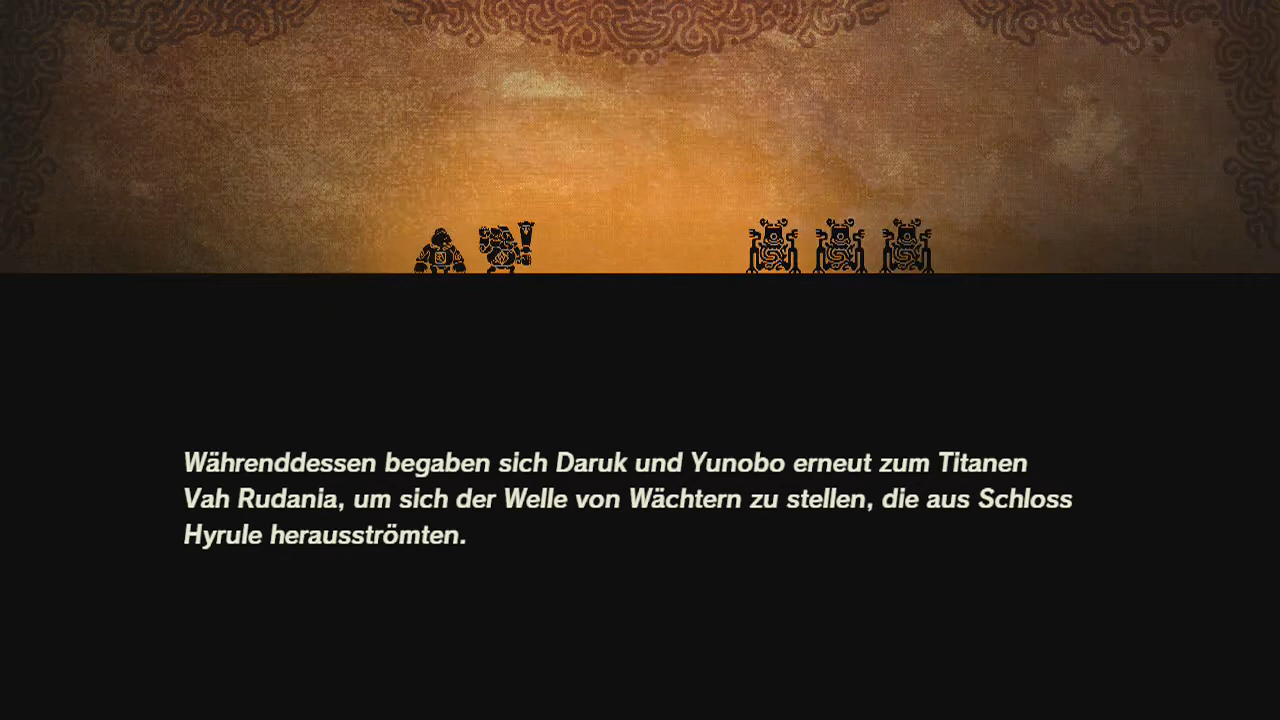 Währenddessen begaben sich Daruk und Yunobo erneut zum Titanen
Vah Rudania, um sich der Welle von Wächtern zu stellen, die aus Schloss
Hyrule herausströmten.